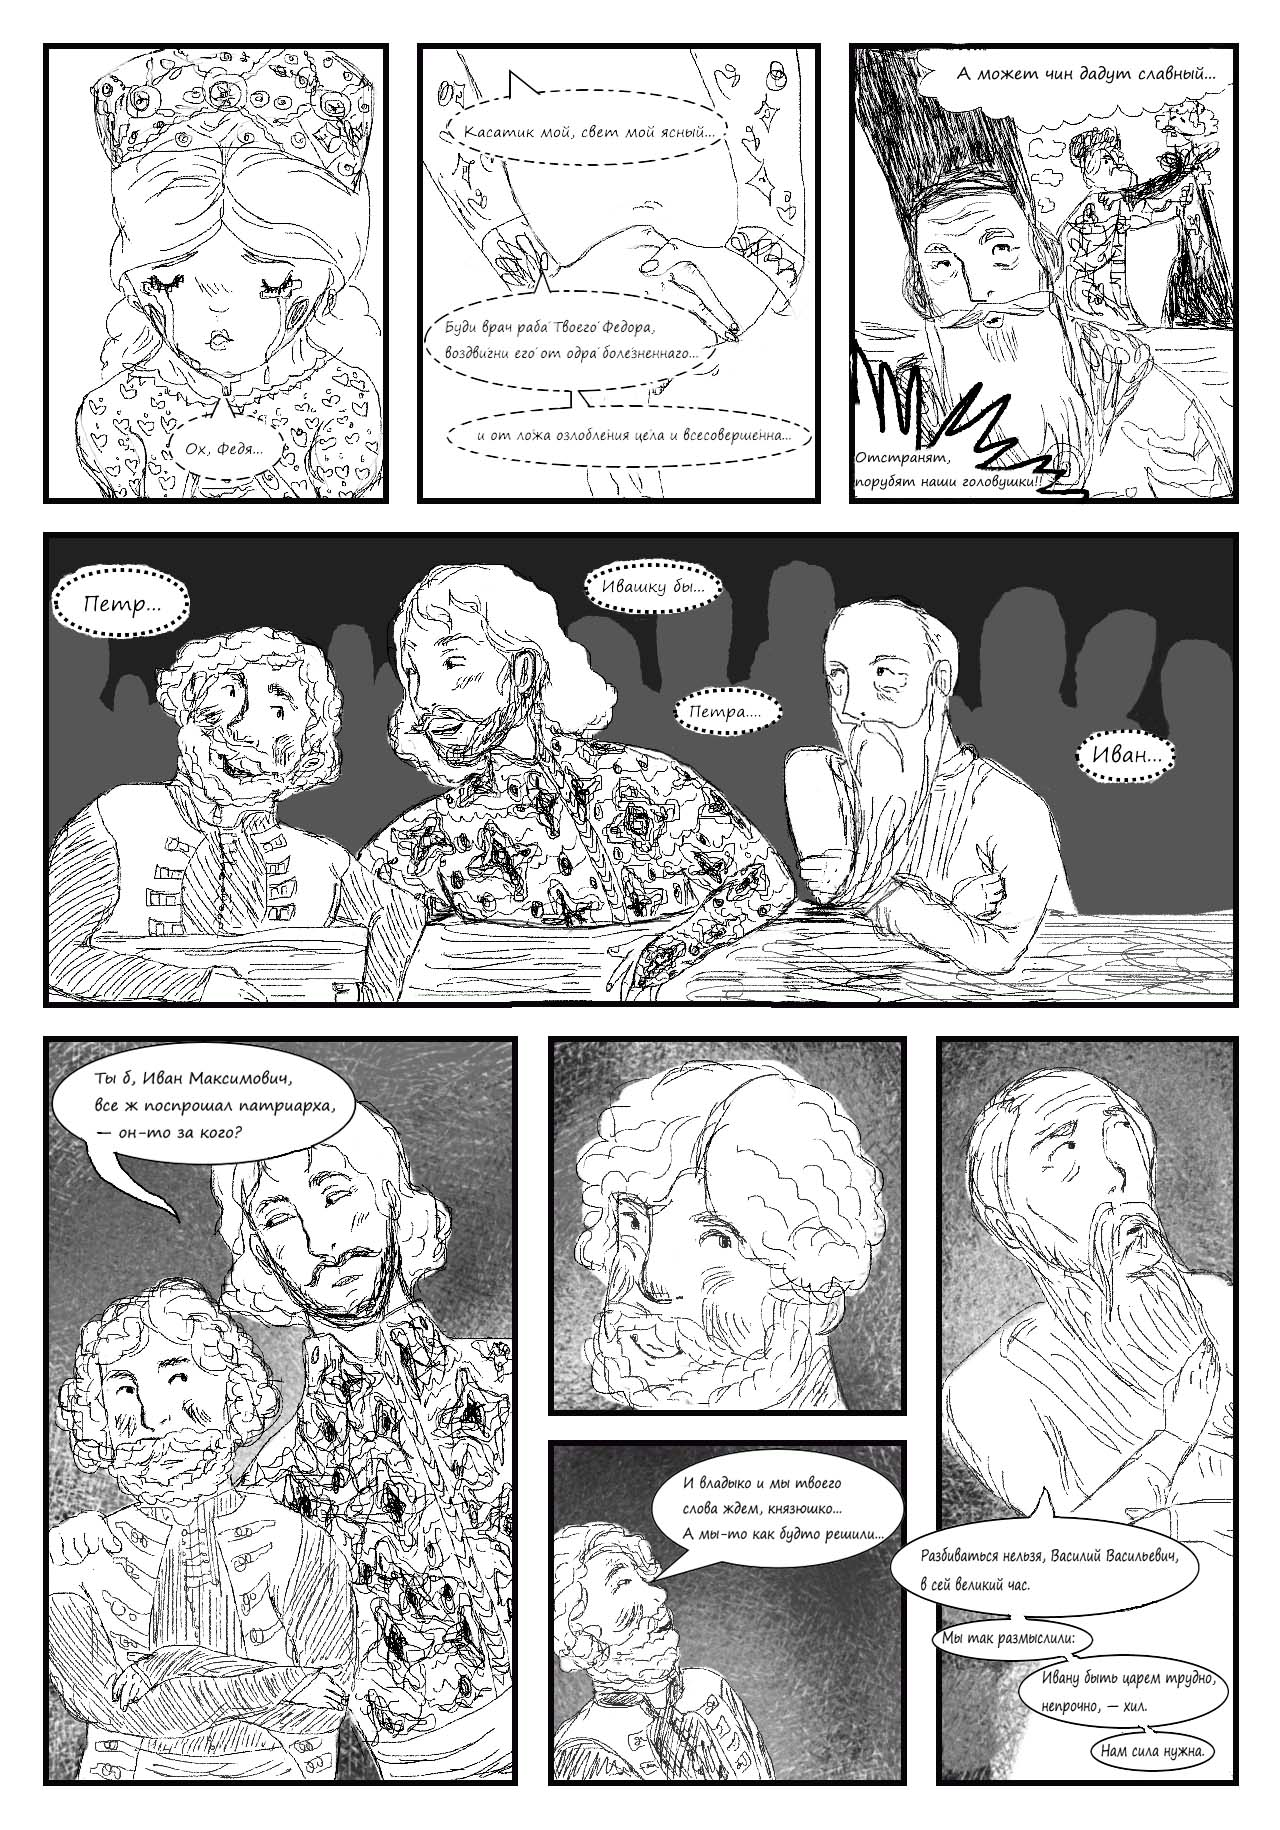 Ох, Федя...
Касатик мой, свет мой ясный...
Буди врач раба Твоего Федора,
воздвигни его от одра болезненнаго...
и от ложа озлобления цела и всесовершенна...
А может чин дадут славный...
Отстранят,
порубят наши головушки!!
Петр...
Ивашку бы...
Петра....
Иван...
Ты б, Иван Максимович,
все ж поспрошал патриарха,
— он-то за кого?
И владыко и мы твоего
слова ждем, князюшко...
А мы-то как будто решили...
Разбиваться нельзя, Василий Васильевич,
в сей великий час.
Мы так размыслили:
Ивану быть царем трудно,
непрочно, — хил.
Нам сила нужна.